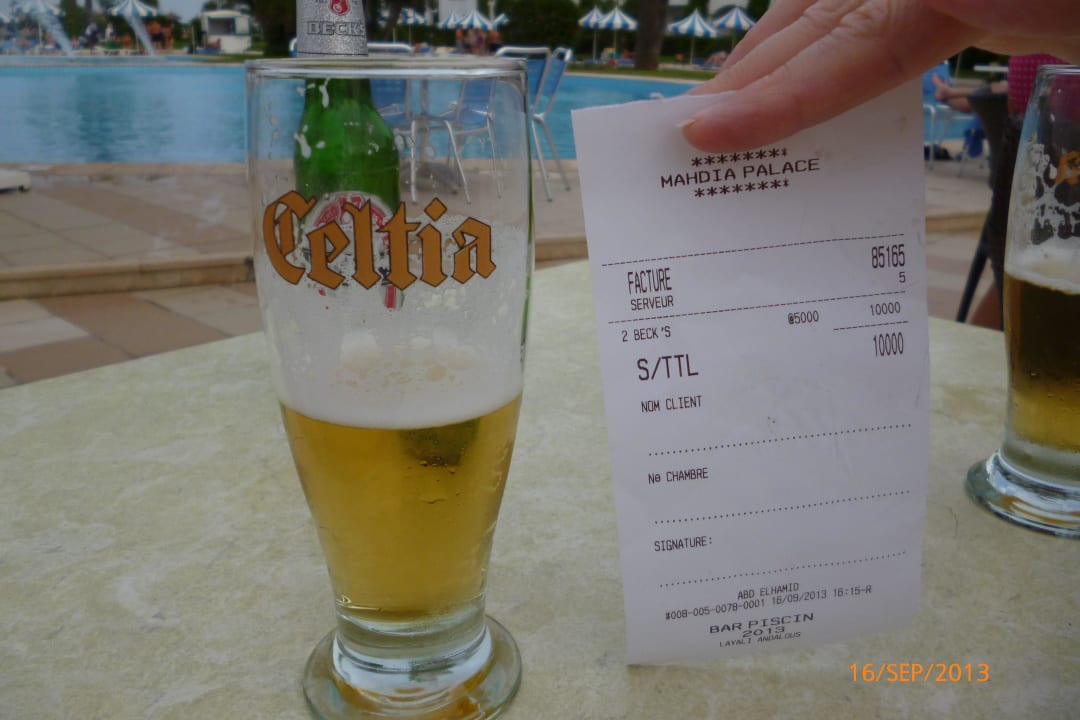 BECK'S
Celtia
********
MAHDIA PALACE
********
FACTURE 85165
SERVEUR 5
2 BECK'S @5000 10000
S/TTL 10000
NOM CLIENT
NO CHAMBRE
SIGNATURE:
ABD ELHAMID
#008-005-0078-0001 16/09/2013 16:15-R
BAR PISCIN
2013
LAYALI ANDALOUS
16/SEP/2013